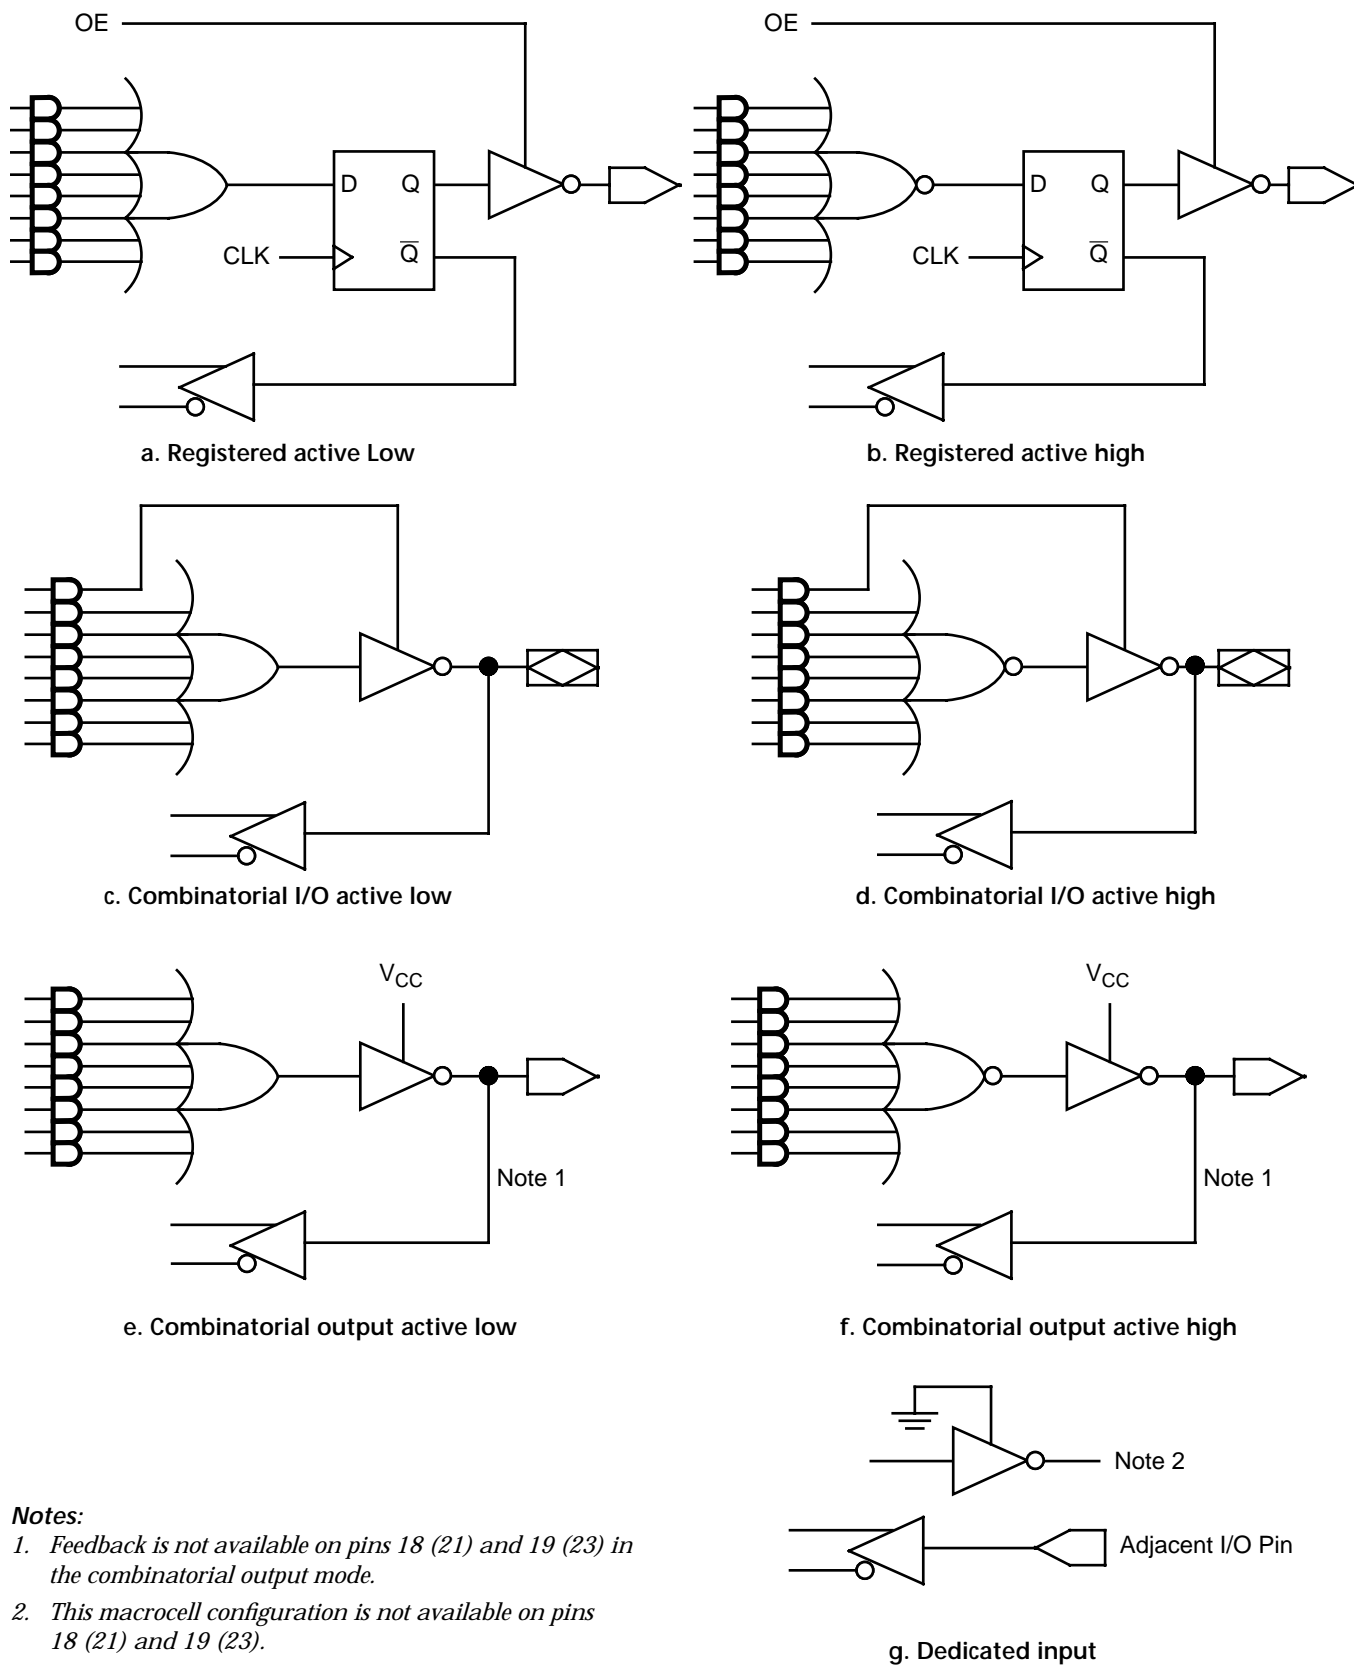 OE
OE
D Q
D Q
CLK Q̅
CLK Q̅
a. Registered active Low
b. Registered active high
c. Combinatorial I/O active low
d. Combinatorial I/O active high
VCC
VCC
Note 1
Note 1
e. Combinatorial output active low
f. Combinatorial output active high
Note 2
Adjacent I/O Pin
g. Dedicated input
Notes:
1. Feedback is not available on pins 18 (21) and 19 (23) in
the combinatorial output mode.
2. This macrocell configuration is not available on pins
18 (21) and 19 (23).